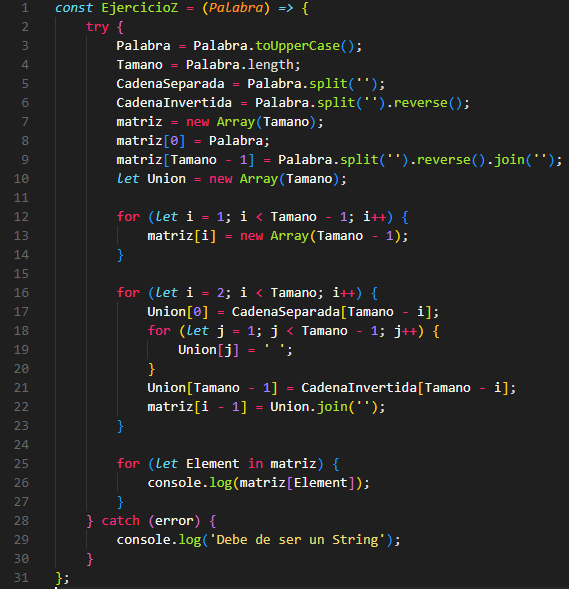 1 const EjercicioZ = (Palabra) => {
2     try {
3         Palabra = Palabra.toUpperCase();
4         Tamano = Palabra.length;
5         CadenaSeparada = Palabra.split('');
6         CadenaInvertida = Palabra.split('').reverse();
7         matriz = new Array(Tamano);
8         matriz[0] = Palabra;
9         matriz[Tamano - 1] = Palabra.split('').reverse().join('');
10         let Union = new Array(Tamano);
11
12         for (let i = 1; i < Tamano - 1; i++) {
13             matriz[i] = new Array(Tamano - 1);
14         }
15
16         for (let i = 2; i < Tamano; i++) {
17             Union[0] = CadenaSeparada[Tamano - i];
18             for (let j = 1; j < Tamano - 1; j++) {
19                 Union[j] = ' ';
20             }
21             Union[Tamano - 1] = CadenaInvertida[Tamano - i];
22             matriz[i - 1] = Union.join('');
23         }
24
25         for (let Element in matriz) {
26             console.log(matriz[Element]);
27         }
28     } catch (error) {
29         console.log('Debe de ser un String');
30     }
31 };